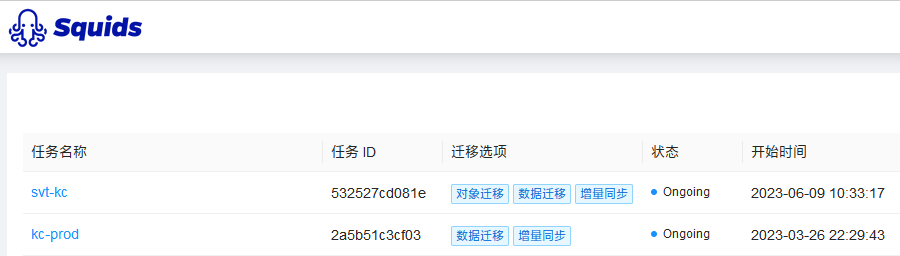 Squids
任务名称 任务 ID 迁移选项 状态 开始时间
svt-kc 532527cd081e 对象迁移 数据迁移 增量同步 Ongoing 2023-06-09 10:33:17
kc-prod 2a5b51c3cf03 数据迁移 增量同步 Ongoing 2023-03-26 22:29:43